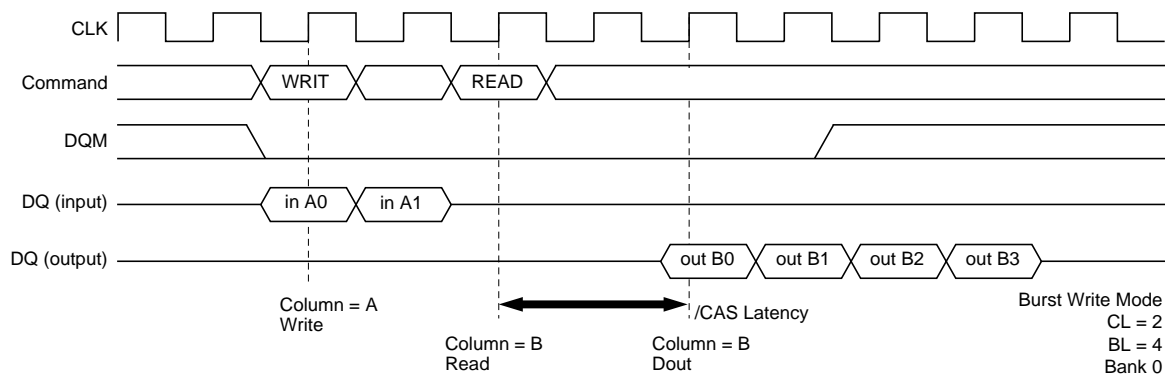 CLK
Command
WRIT
READ
DQM
DQ (input)
in A0
in A1
DQ (output)
out B0
out B1
out B2
out B3
Column = A
Write
/CAS Latency
Column = B
Read
Column = B
Dout
Burst Write Mode
CL = 2
BL = 4
Bank 0